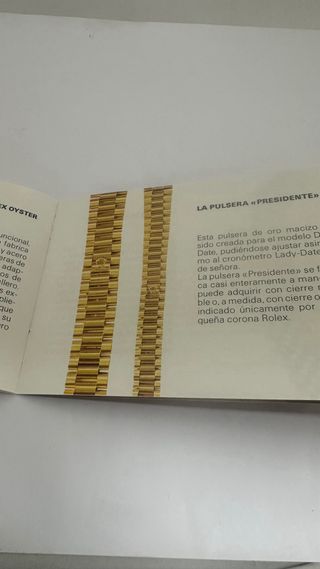 EX OYSTER
uncional,
fabrica
y acero
eras de
adap-
os de
llero.
s ex-
plie-
que
su
ero
LA PULSERA «PRESIDENTE»
Esta pulsera de oro macizo
sido creada para el modelo D
Date, pudiéndose ajustar asi
mo al cronómetro Lady-Date
de señora.
La pulsera «Presidente» se f
ca casi enteramente a man
puede adquirir con cierre
ble o, a medida, con cierre o
indicado únicamente por
queña corona Rolex.